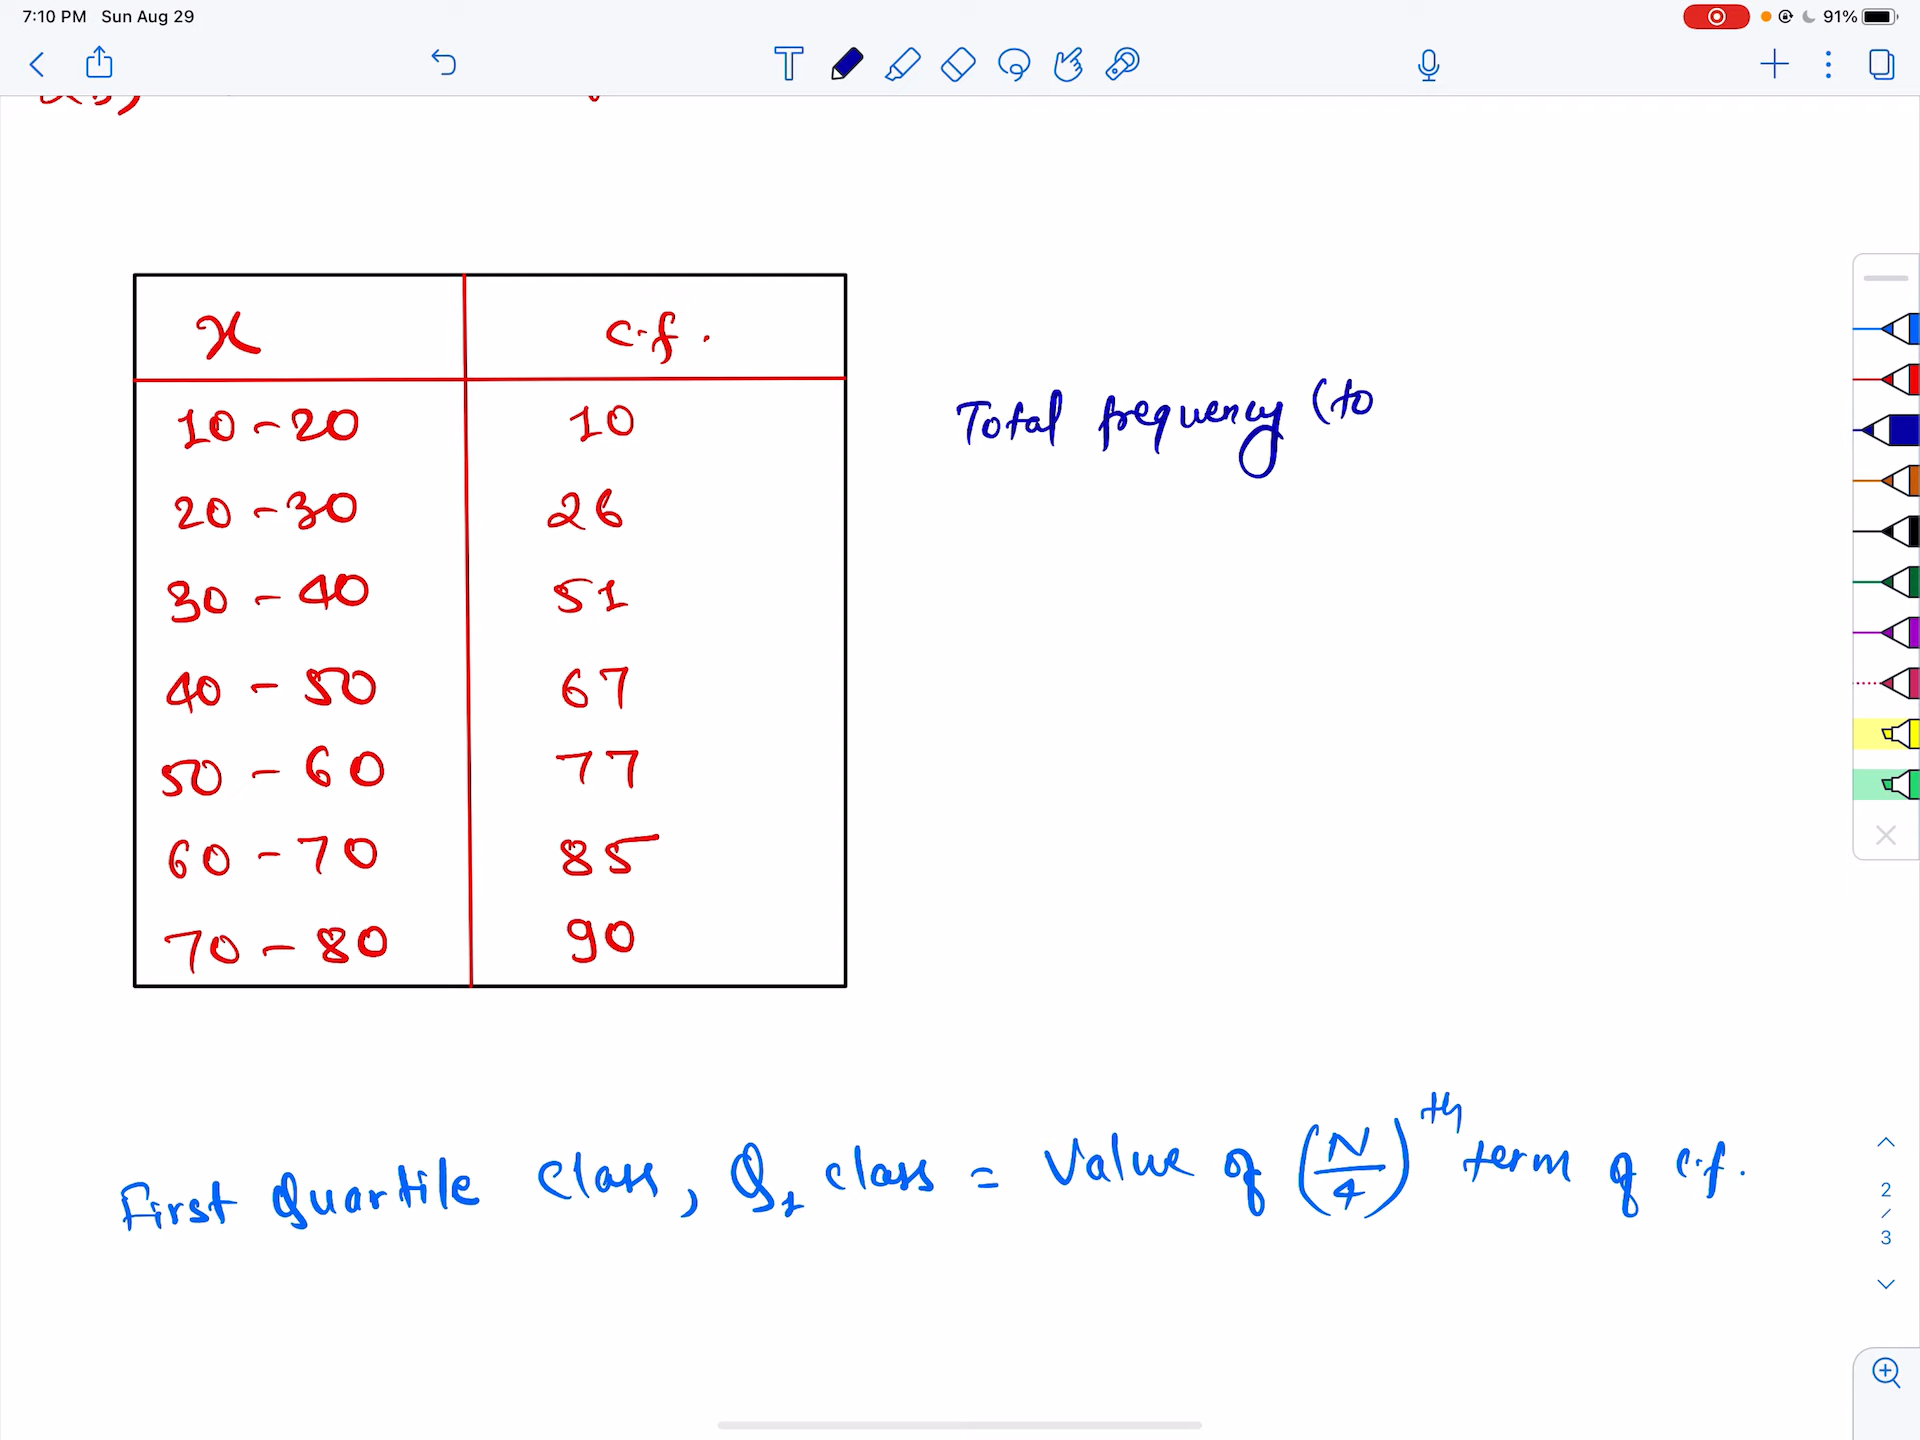 7:10 PM Sun Aug 29
91%
T
x c.f.
10 - 20 10
Total frequency (to
20 - 30 26
30 - 40 51
40 - 50 67
50 - 60 77
60 - 70 85
70 - 80 90
First Quartile Class, Q₁ class = Value of (N/4)ᵗʰ term of c.f.
2
/
3